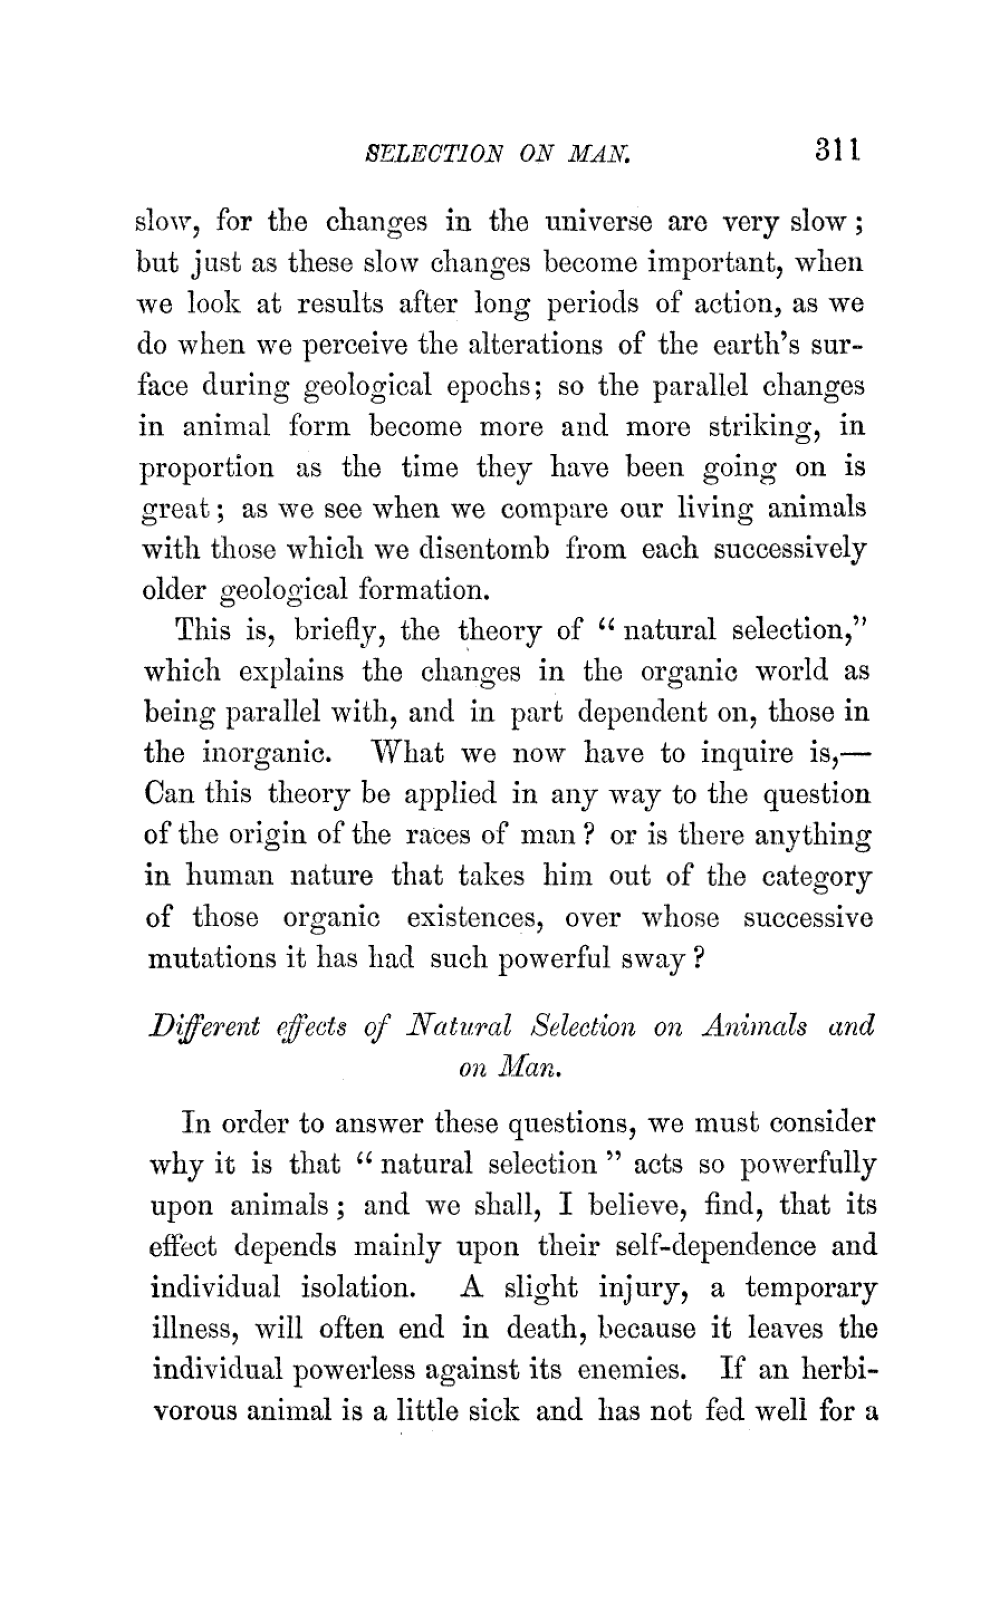 SELECTION ON MAN. 311
slow, for the changes in the universe are very slow ;
but just as these slow changes become important, when
we look at results after long periods of action, as we
do when we perceive the alterations of the earth's sur-
face during geological epochs; so the parallel changes
in animal form become more and more striking, in
proportion as the time they have been going on is
great ; as we see when we compare our living animals
with those which we disentomb from each successively
older geological formation.
This is, briefly, the theory of “ natural selection,”
which explains the changes in the organic world as
being parallel with, and in part dependent on, those in
the inorganic. What we now have to inquire is,—
Can this theory be applied in any way to the question
of the origin of the races of man ? or is there anything
in human nature that takes him out of the category
of those organic existences, over whose successive
mutations it has had such powerful sway ?
Different effects of Natural Selection on Animals and
on Man.
In order to answer these questions, we must consider
why it is that “ natural selection ” acts so powerfully
upon animals ; and we shall, I believe, find, that its
effect depends mainly upon their self-dependence and
individual isolation. A slight injury, a temporary
illness, will often end in death, because it leaves the
individual powerless against its enemies. If an herbi-
vorous animal is a little sick and has not fed well for a